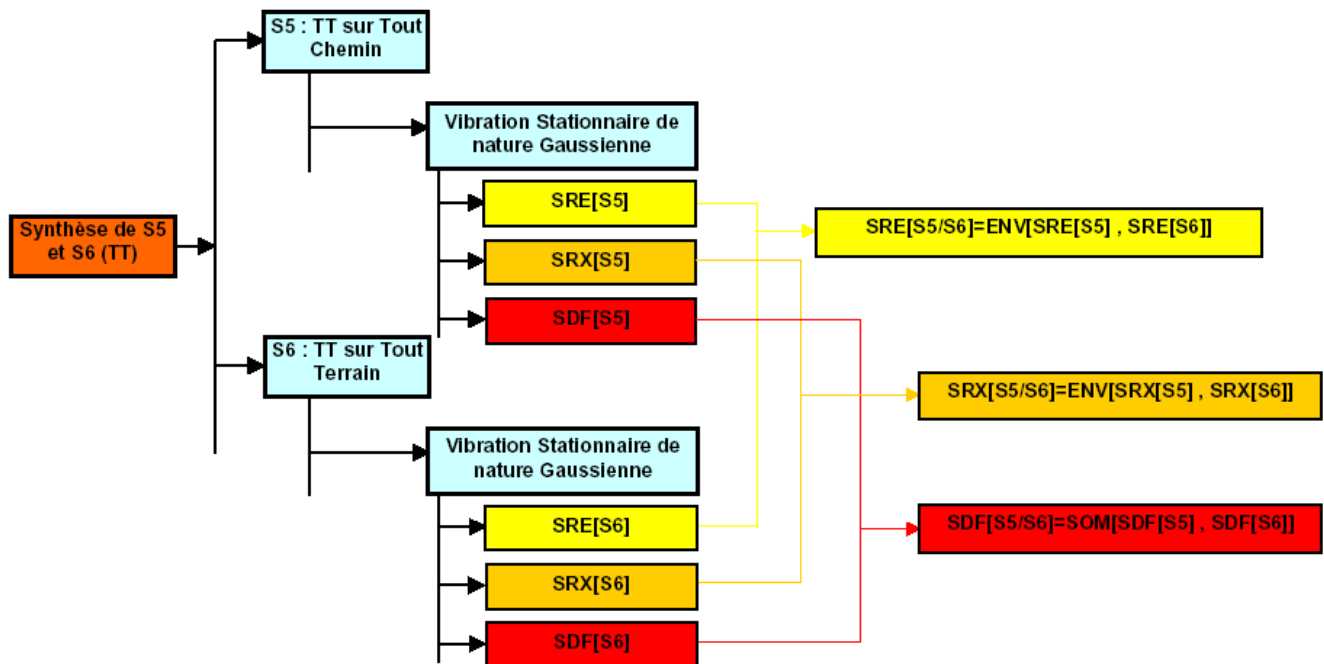 S5 : TT sur Tout
Chemin
Vibration Stationnaire de
nature Gaussienne
SRE[S5]
SRX[S5]
SDF[S5]
Synthèse de S5
et S6 (TT)
S6 : TT sur Tout
Terrain
Vibration Stationnaire de
nature Gaussienne
SRE[S6]
SRX[S6]
SDF[S6]
SRE[S5/S6]=ENV[SRE[S5] , SRE[S6]]
SRX[S5/S6]=ENV[SRX[S5] , SRX[S6]]
SDF[S5/S6]=SOM[SDF[S5] , SDF[S6]]